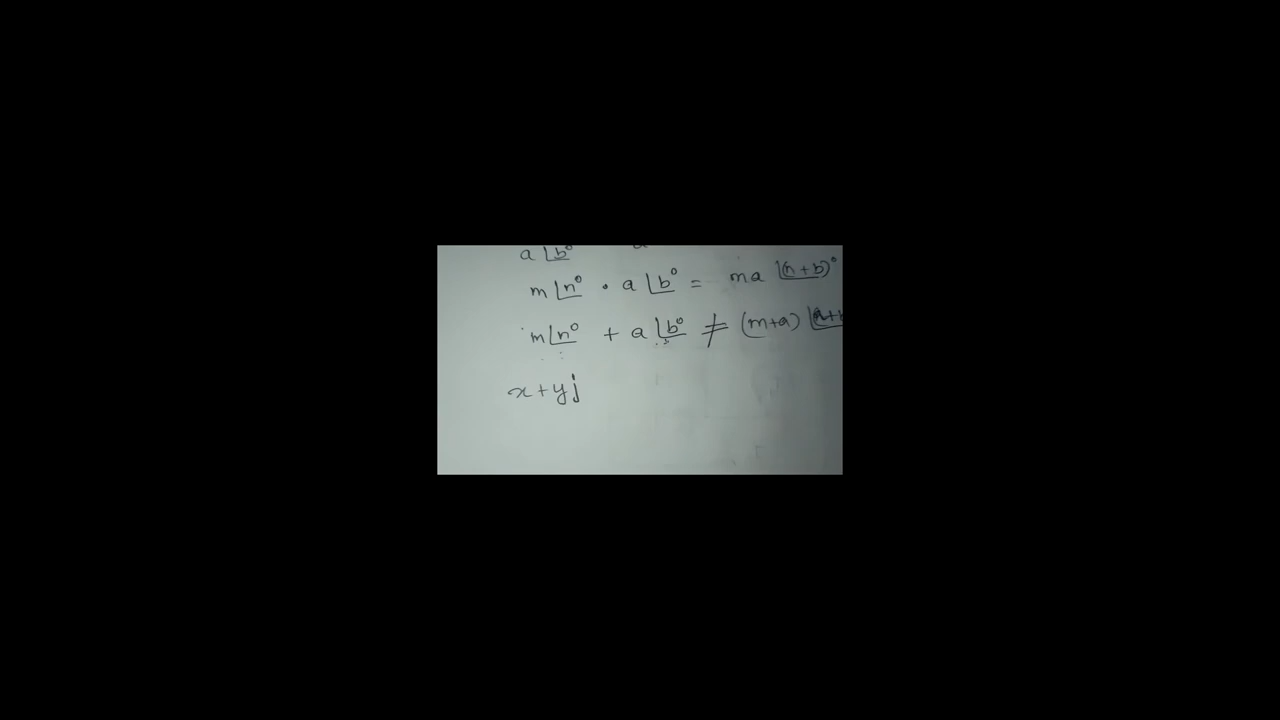 a ∠b°
m∠n° · a∠b° = ma ∠(n+b)°
m∠n° + a∠b° ≠ (m+a)
x+yj